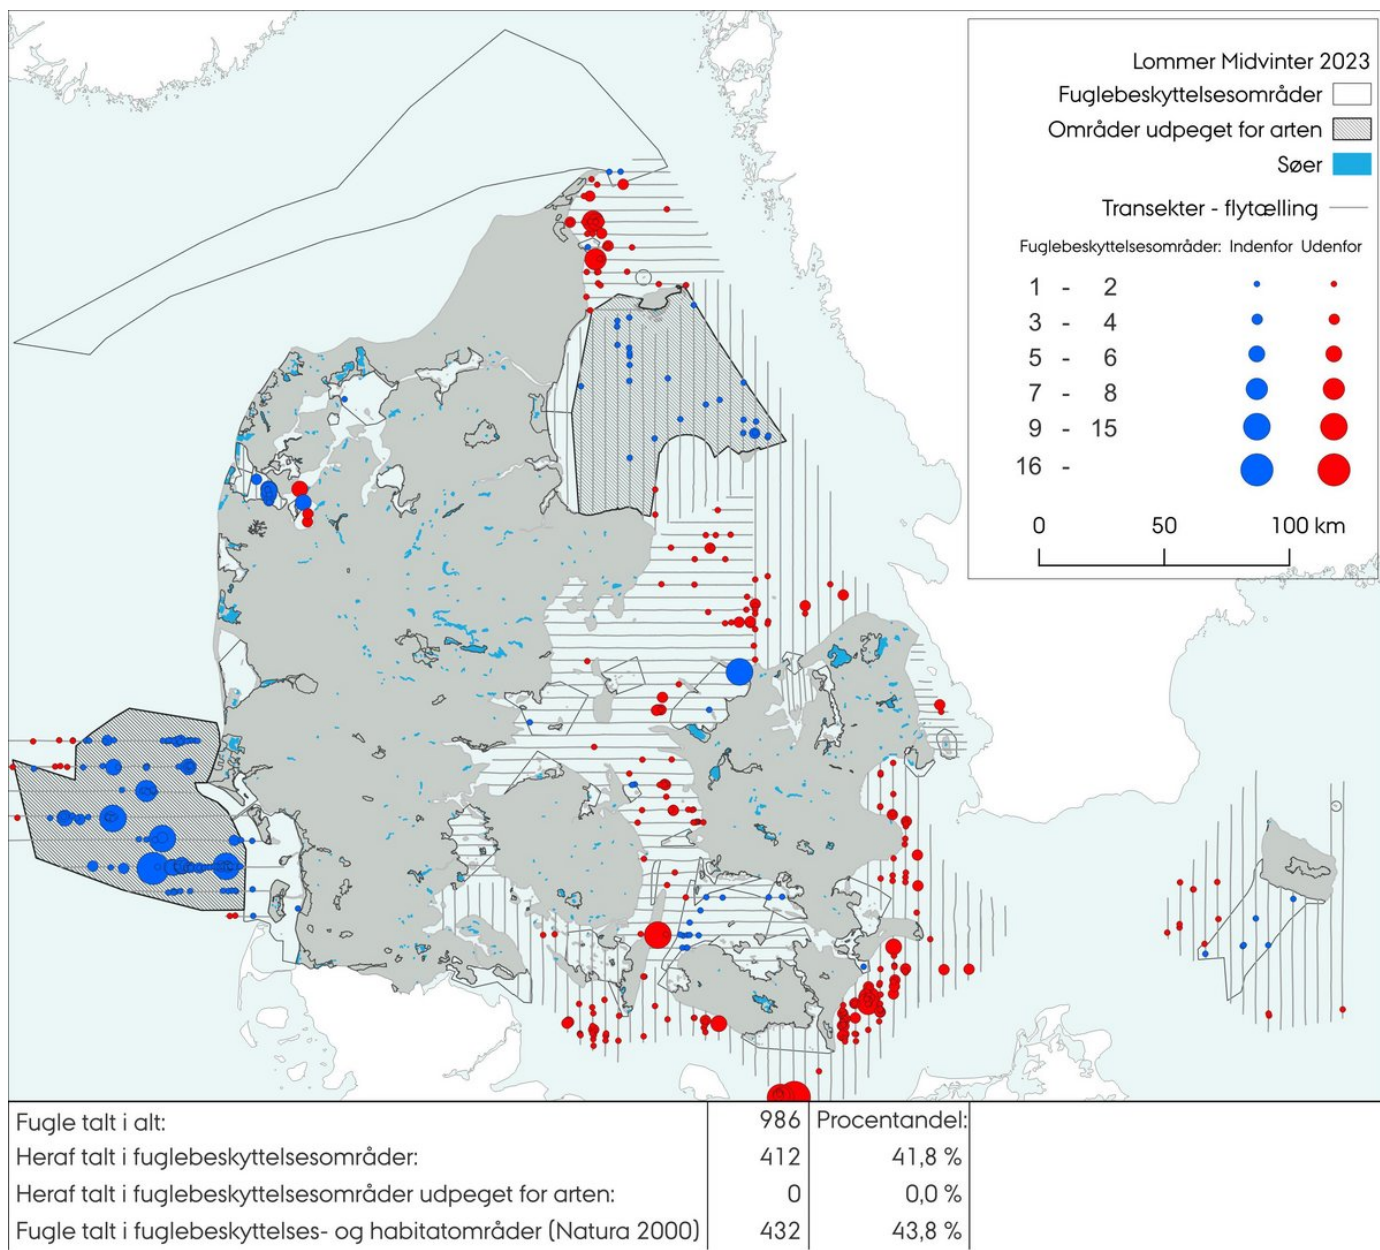 Lommer Midvinter 2023
Fuglebeskyttelsesområder
Områder udpeget for arten
Søer
Transekter - flytælling
Fuglebeskyttelsesområder: Indenfor Udenfor
1 - 2
3 - 4
5 - 6
7 - 8
9 - 15
16 -
0 50 100 km
Fugle talt i alt: 986 Procentandel:
Heraf talt i fuglebeskyttelsesområder: 412 41,8 %
Heraf talt i fuglebeskyttelsesområder udpeget for arten: 0 0,0 %
Fugle talt i fuglebeskyttelses- og habitatområder (Natura 2000) 432 43,8 %